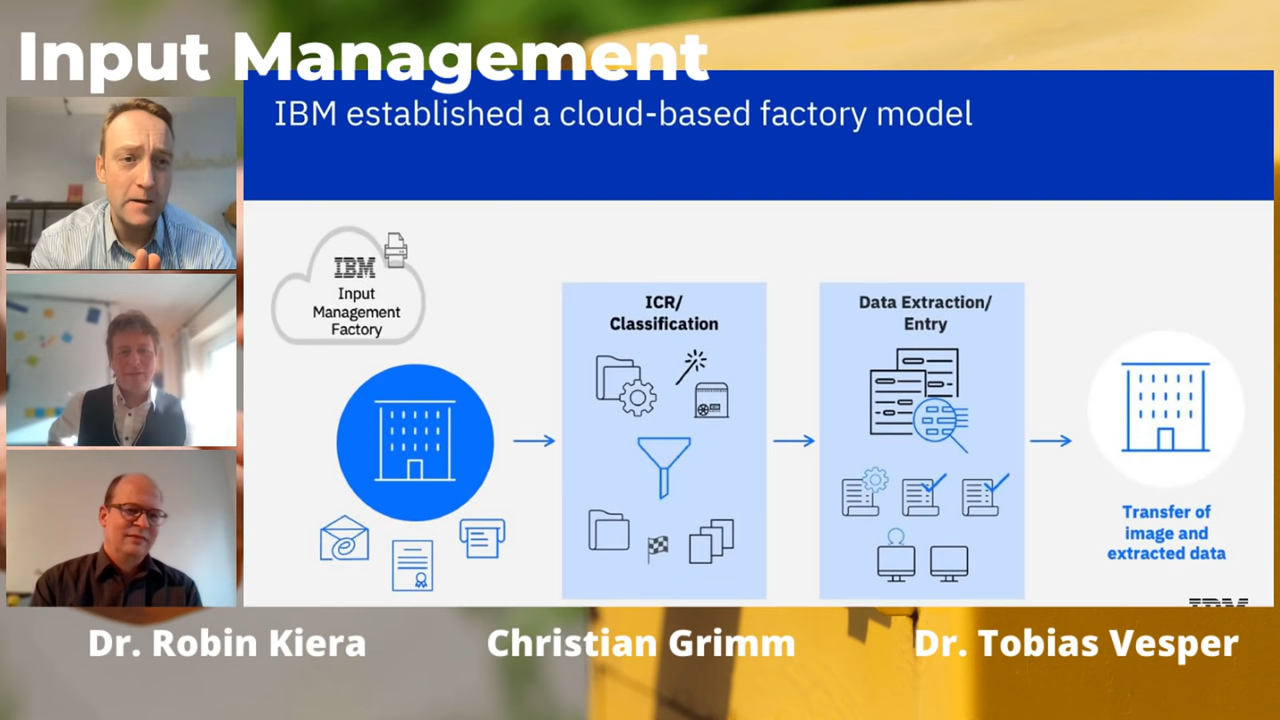 Input Management
IBM established a cloud-based factory model
IBM
Input
Management
Factory
ICR/
Classification
Data Extraction/
Entry
Transfer of
image and
extracted data
IBM
Dr. Robin Kiera
Christian Grimm
Dr. Tobias Vesper